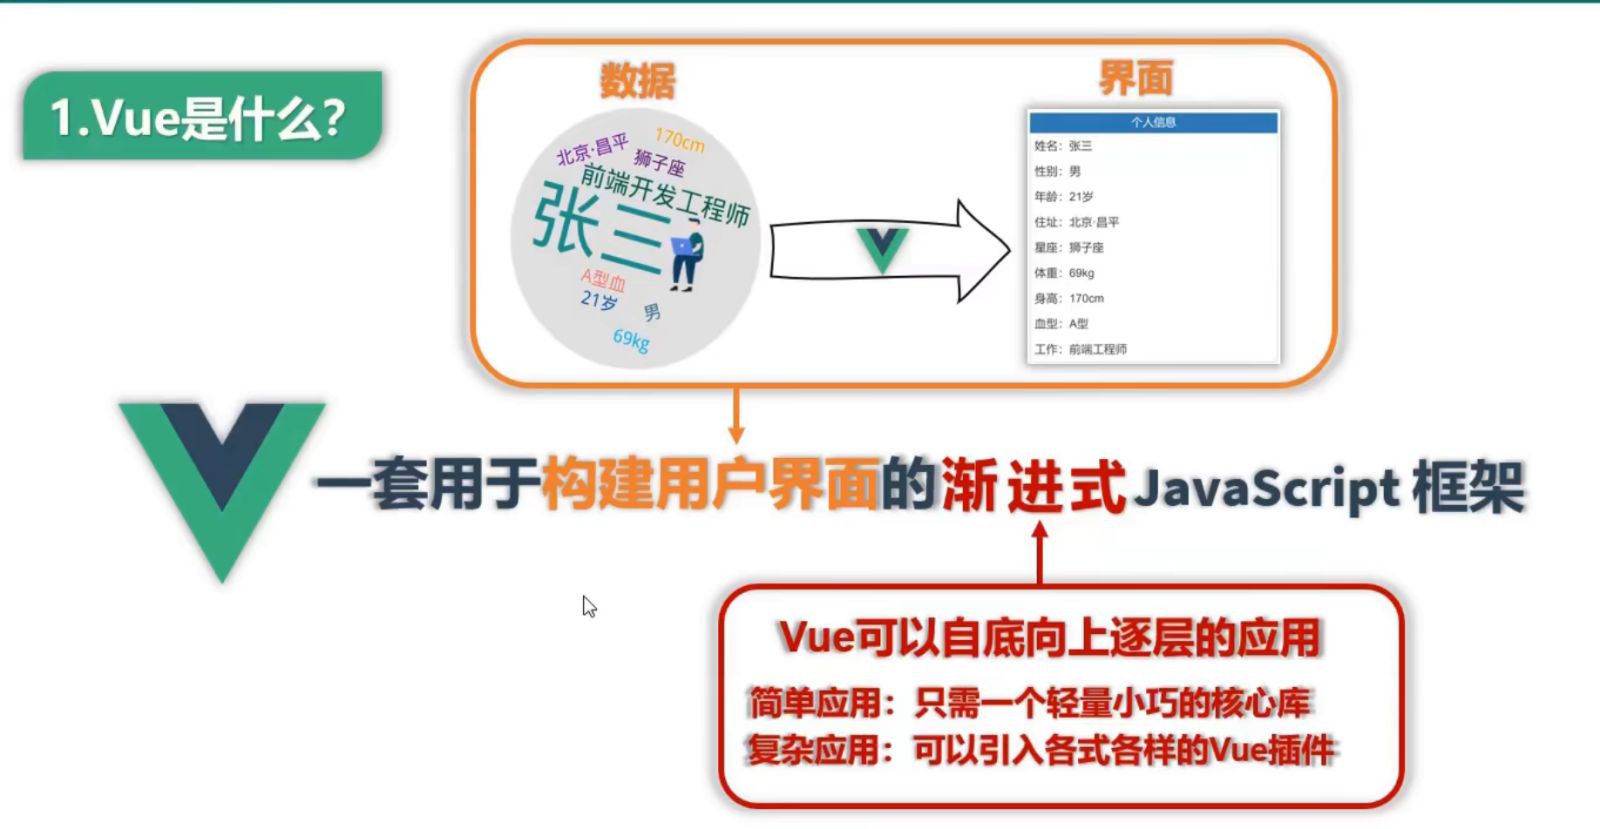 1.Vue是什么?
数据
北京·昌平
170cm
狮子座
前端开发工程师
张三
A型血
21岁
男
69kg
界面
个人信息
姓名：张三
性别：男
年龄：21岁
住址：北京·昌平
星座：狮子座
体重：69kg
身高：170cm
血型：A型
工作：前端工程师
一套用于构建用户界面的渐进式JavaScript 框架
Vue可以自底向上逐层的应用
简单应用：只需一个轻量小巧的核心库
复杂应用：可以引入各式各样的Vue插件